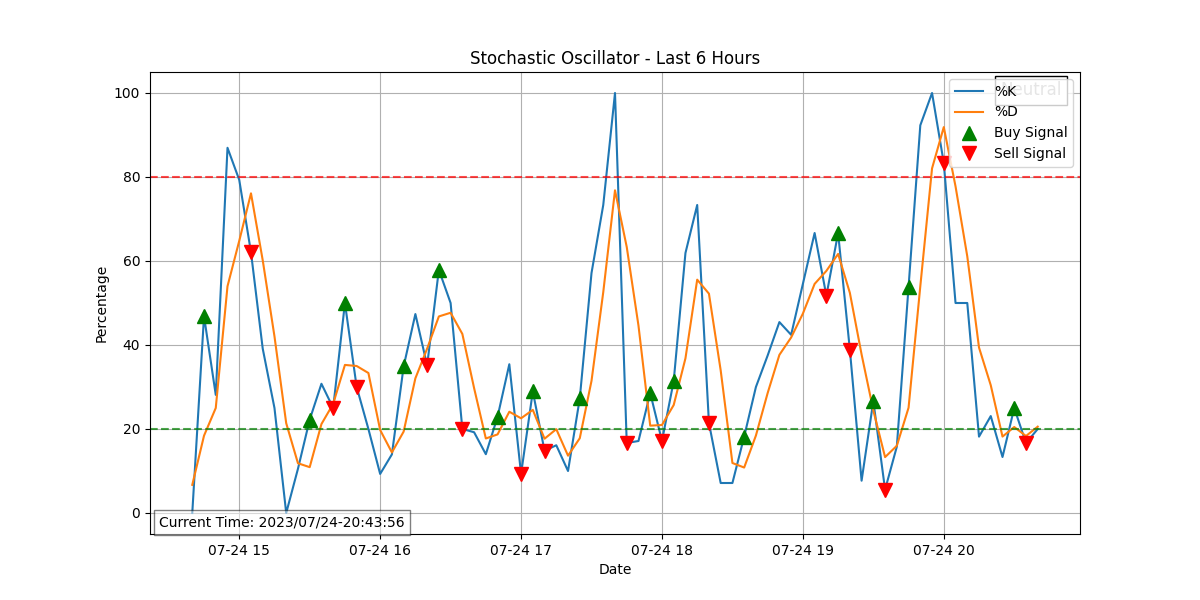 Stochastic Oscillator - Last 6 Hours
Neutral
%K
%D
Buy Signal
Sell Signal
100
80
60
40
20
0
Percentage
Current Time: 2023/07/24-20:43:56
07-24 15
07-24 16
07-24 17
07-24 18
07-24 19
07-24 20
Date